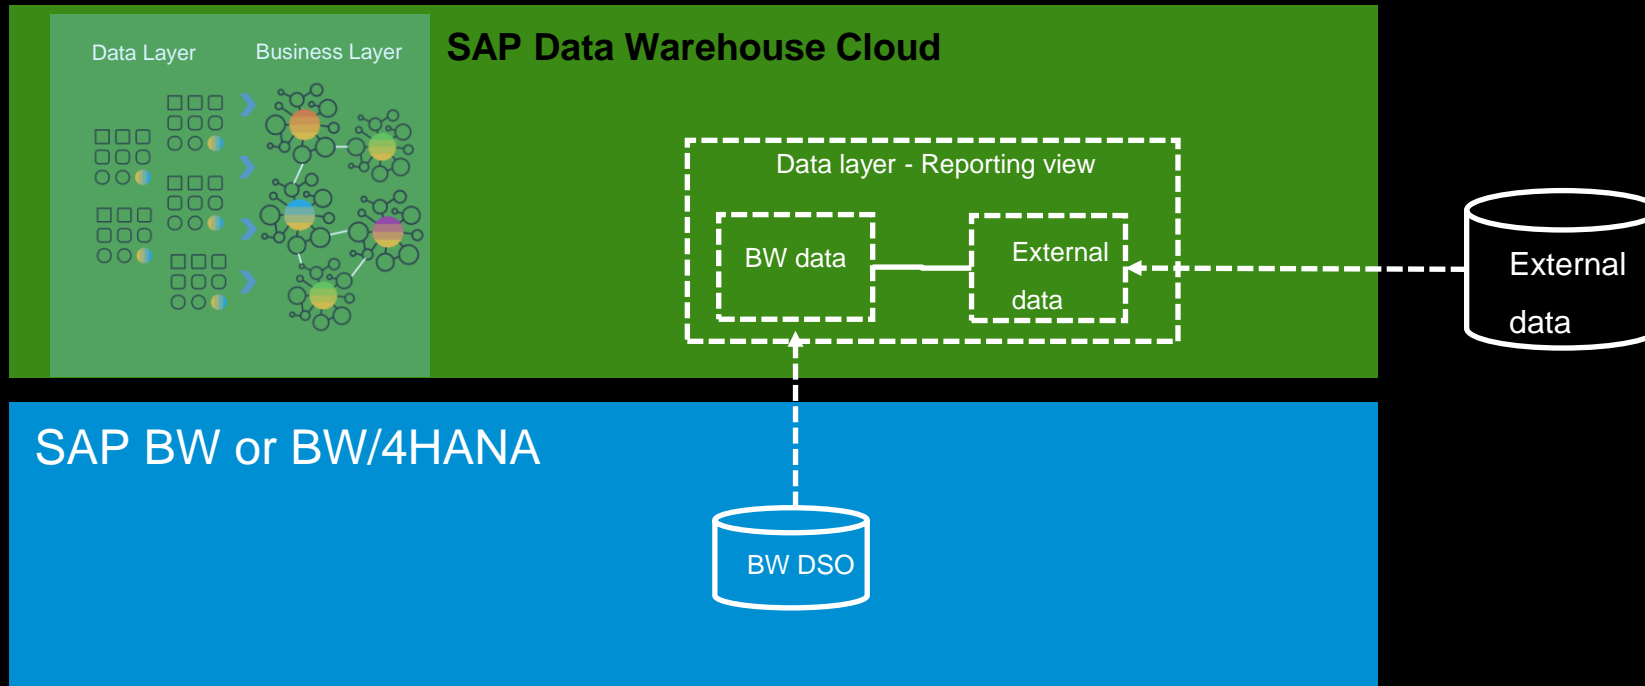 Data Layer
Business Layer
SAP Data Warehouse Cloud
Data layer - Reporting view
BW data
External
data
External
data
SAP BW or BW/4HANA
BW DSO